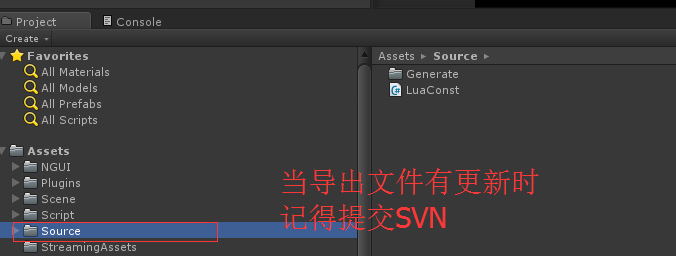 Project
Console
Create
Favorites
All Materials
All Models
All Prefabs
All Scripts
Assets
NGUI
Plugins
Scene
Script
Source
StreamingAssets
Assets ▸ Source ▸
Generate
LuaConst
当导出文件有更新时
记得提交SVN